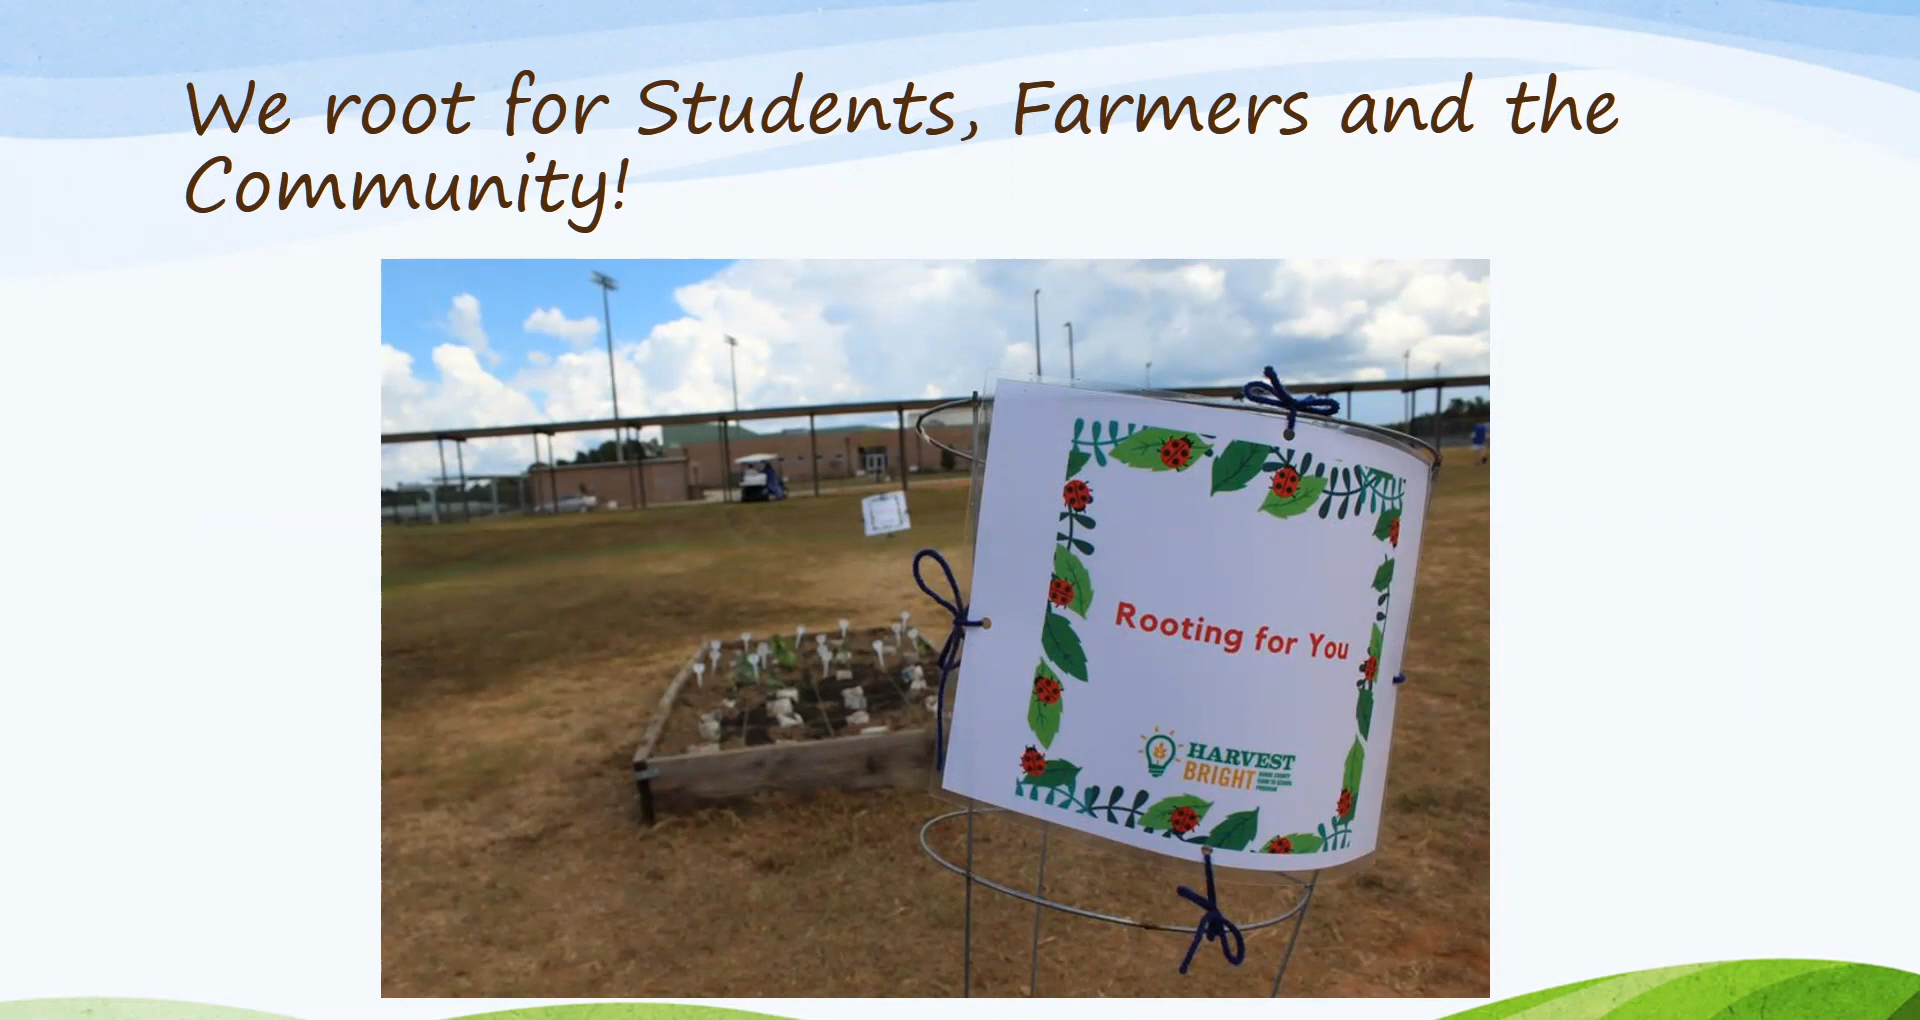 We root for Students, Farmers and the
Community!
Rooting for You
HARVEST
BRIGHT